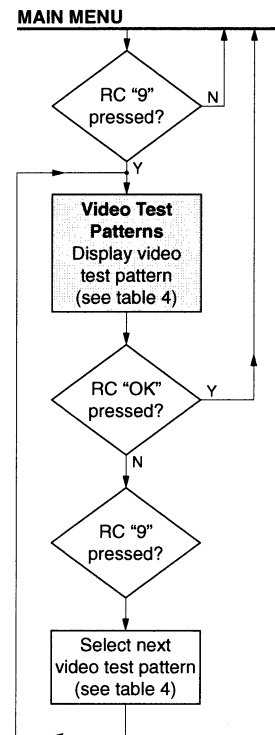 MAIN MENU
RC “9”
pressed?
N
Y
Video Test
Patterns
Display video
test pattern
(see table 4)
RC “OK”
pressed?
Y
N
RC “9”
pressed?
Select next
video test pattern
(see table 4)